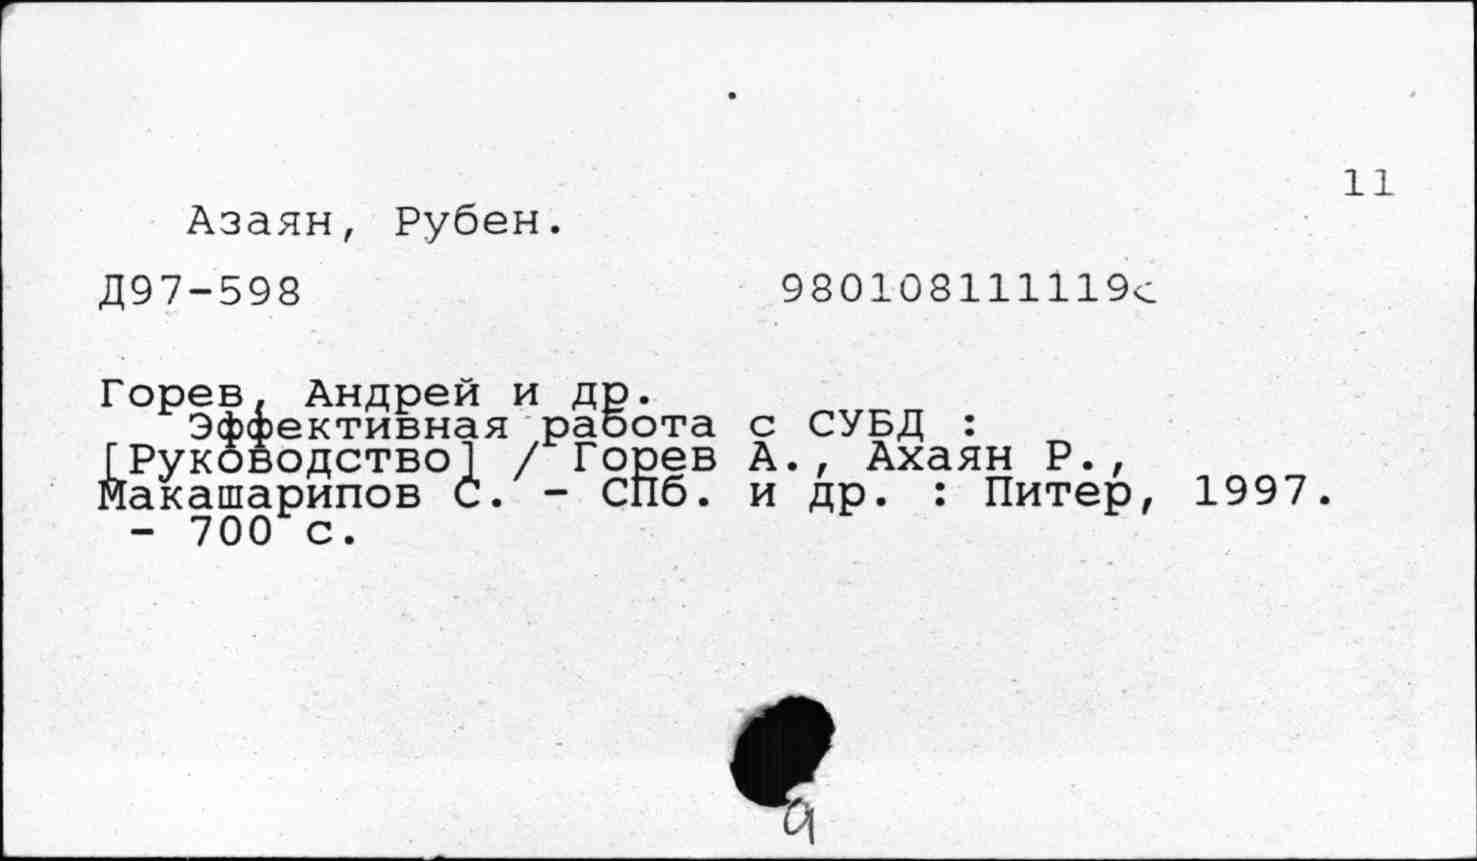 11
Азаян, Рубен.
Д97-598 980108111119c
Горев, Андрей и др.
Эффективная работа с СУБД :
[Руководство] / Горев А., Ахаян Р.,
Макашарипов С. - СПб. и др. : Питер, 1997.
- 700 с.